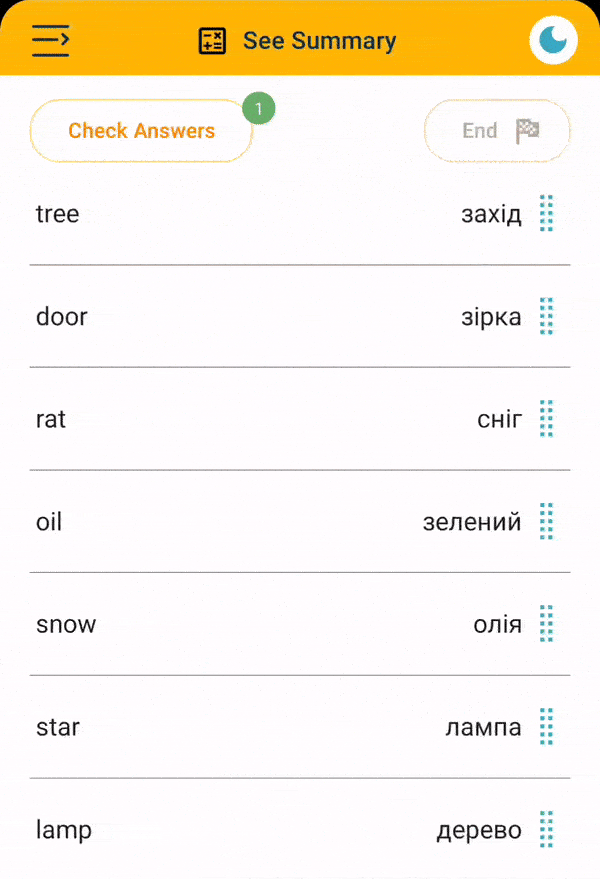 See Summary
Check Answers 1 End
tree захід
door зірка
rat сніг
oil зелений
snow олія
star лампа
lamp дерево